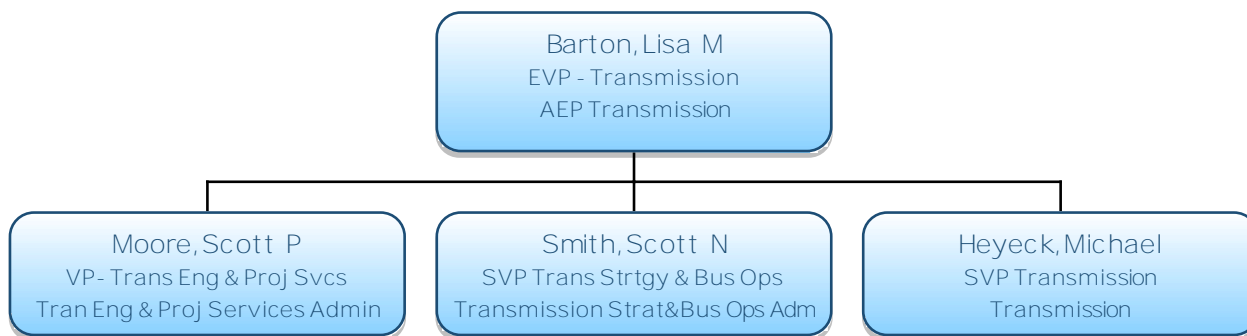 Barton, Lisa M
EVP - Transmission
AEP Transmission
Moore, Scott P
VP- Trans Eng & Proj Svcs
Tran Eng & Proj Services Admin
Smith, Scott N
SVP Trans Strtgy & Bus Ops
Transmission Strat&Bus Ops Adm
Heyeck, Michael
SVP Transmission
Transmission